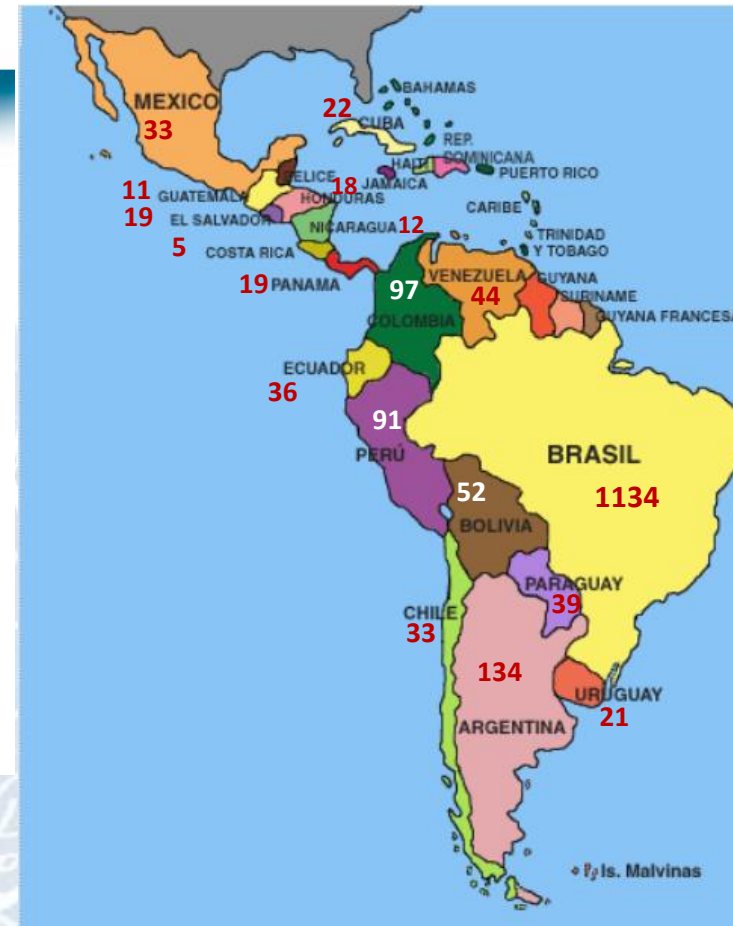 MEXICO
33
22
CUBA
BAHAMAS
REP.
DOMINICANA
HAITI
JAMAICA
PUERTO RICO
BELICE
18
HONDURAS
11
GUATEMALA
19
EL SALVADOR
NICARAGUA
12
CARIBE
5
COSTA RICA
TRINIDAD
Y TOBAGO
19
PANAMA
97
COLOMBIA
VENEZUELA
44
GUYANA
SURINAME
GUYANA FRANCESA
ECUADOR
36
91
PERÚ
BRASIL
1134
52
BOLIVIA
PARAGUAY
39
CHILE
33
134
ARGENTINA
URUGUAY
21
Is. Malvinas